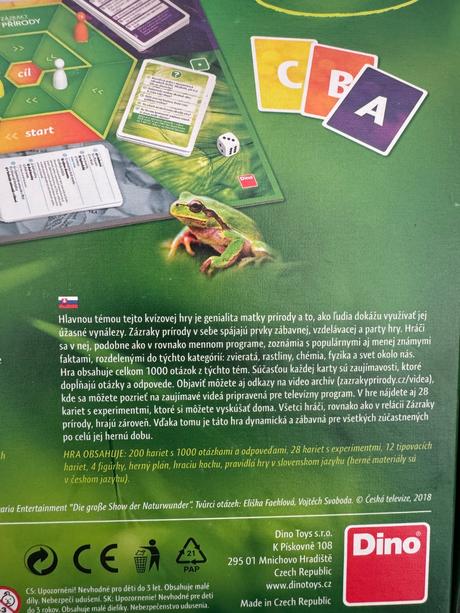 ZÁZRAKY
PŘÍRODY
cíl
start
?
Dino
C
B
A
Hlavnou témou tejto kvízovej hry je genialita matky prírody a to, ako ľudia dokážu využívať jej
úžasné vynálezy. Zázraky prírody v sebe spájajú prvky zábavnej, vzdelávacej a party hry. Hráči
sa v nej, podobne ako v rovnako mennom programe, zoznámia s populárnymi aj menej známymi
faktami, rozdelenými do týchto kategórií: zvieratá, rastliny, chémia, fyzika a svet okolo nás.
Hra obsahuje celkom 1000 otázok z týchto tém. Súčasťou každej karty sú zaujímavosti, ktoré
dopĺňajú otázky a odpovede. Objaviť môžete aj odkazy na video archív (zazrakyprirody.cz/videa),
kde sa môžete pozrieť na zaujímavé videá pripravená pre televízny program. V hre nájdete aj 28
kariet s experimentmi, ktoré si môžete vyskúšať doma. Všetci hráči, rovnako ako v relácii Zázraky
prírody, hrajú zároveň. Vďaka tomu je táto hra dynamická a zábavná pre všetkých zúčastnených
po celú jej hernú dobu.
HRA OBSAHUJE: 200 kariet s 1000 otázkami a odpoveďami, 28 kariet s experimentmi, 12 tipovacích
kariet, 4 figúrky, herný plán, hraciu kocku, pravidlá hry v slovenskom jazyku (herné materiály sú
v českom jazyku).
aria Entertainment "Die große Show der Naturwunder". Tvůrci otázek: Eliška Faehlová, Vojtěch Svoboda. © Česká televize, 2018
CE
21
PAP
Dino Toys s.r.o.
K Pískovně 108
295 01 Mnichovo Hradiště
Czech Republic
www.dinotoys.cz
Made in Czech Republic
Dino
0-3
CS: Upozornění! Nevhodné pro děti do 3 let. Obsahuje malé
díly. Nebezpečí udušení. SK: Upozornenie! Nevhodné pre deti
do 3 rokov. Obsahuje malé dieliky. Nebezpečenstvo udusenia.